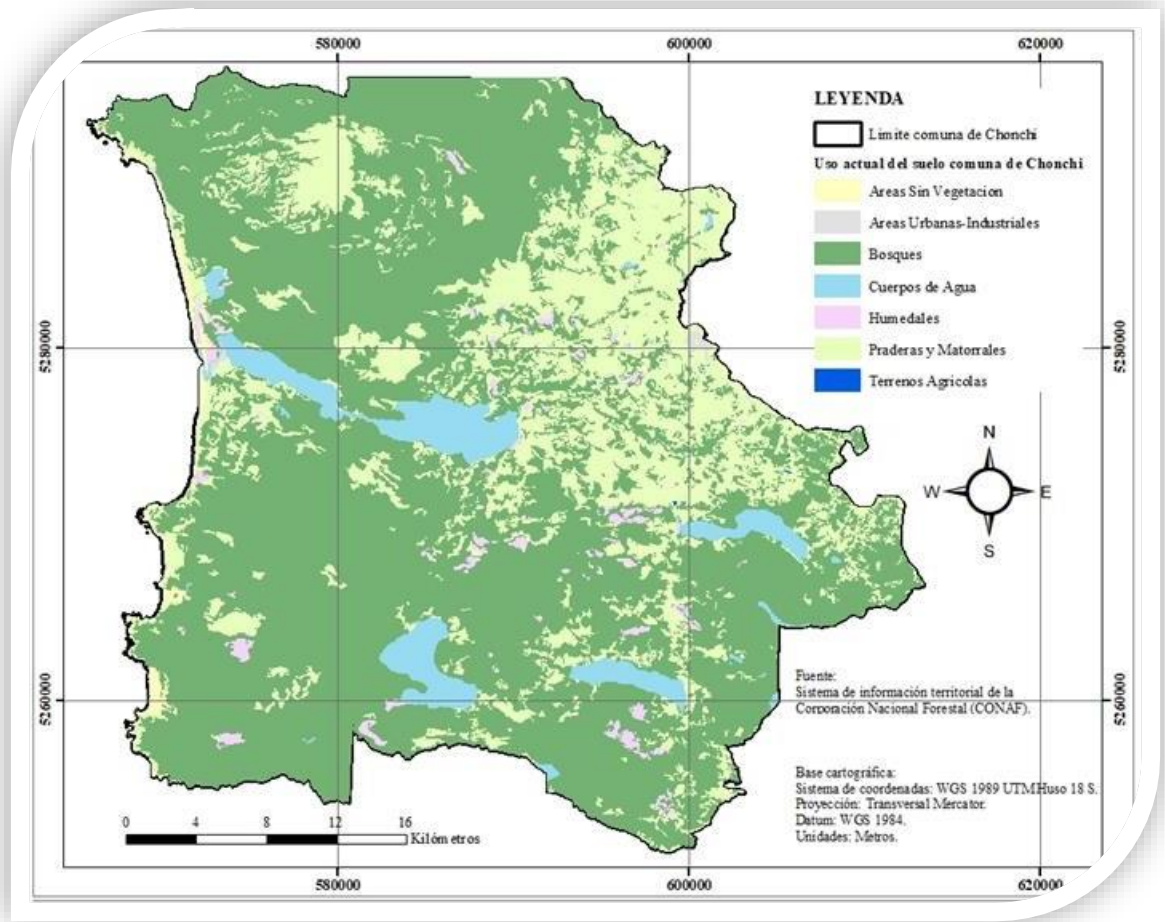 580000 600000 620000
LEYENDA
Limite comuna de Chonchi
Uso actual del suelo comuna de Chonchi
Areas Sin Vegetacion
Areas Urbanas-Industriales
Bosques
Cuerpos de Agua
Humedales
Praderas y Matorrales
Terrenos Agricolas
5280000 5280000
N
W E
S
5260000 5260000
Fuente:
Sistema de información territorial de la
Corporación Nacional Forestal (CONAF).
Base cartográfica:
Sistema de coordenadas: WGS 1989 UTM Huso 18 S.
Proyección: Transversal Mercator.
Datum: WGS 1984.
Unidades: Metros.
0 4 8 12 16
Kilómetros
580000 600000 620000